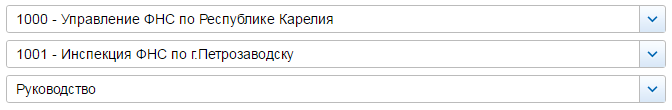 1000 - Управление ФНС по Республике Карелия
1001 - Инспекция ФНС по г.Петрозаводску
Руководство